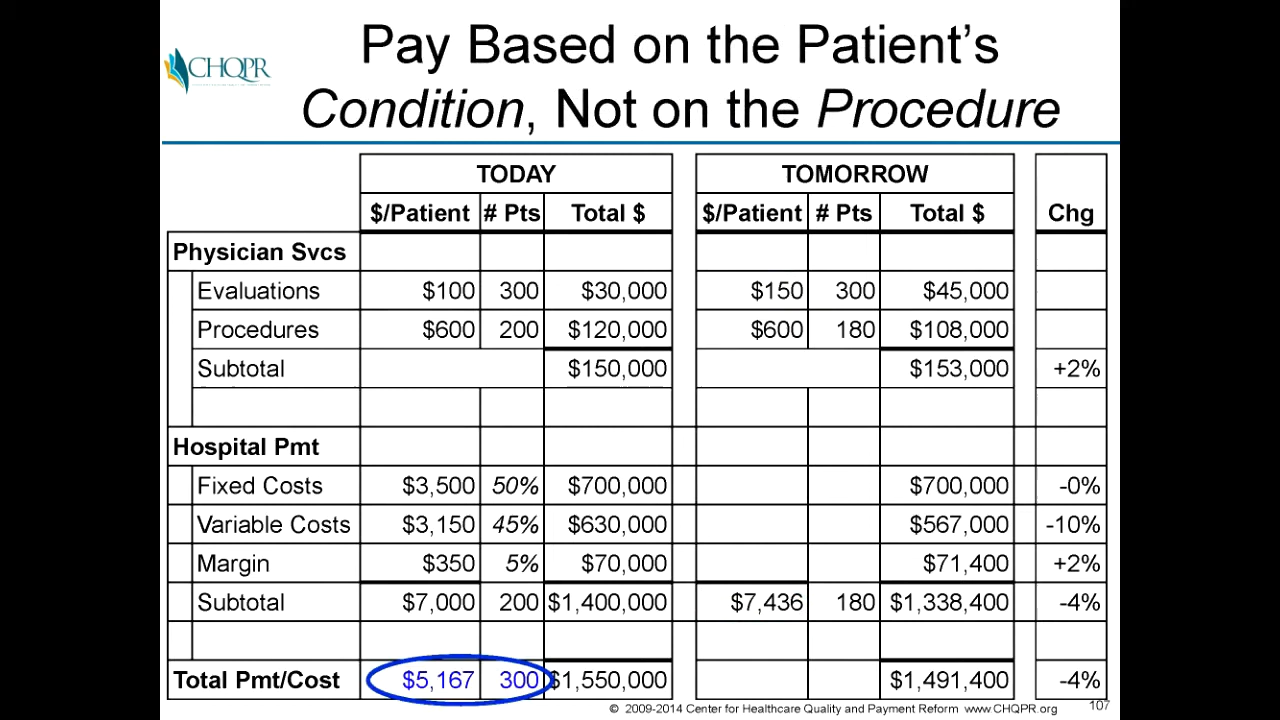 Pay Based on the Patient's
CHQPR
Condition, Not on the Procedure
TODAY TOMORROW
$/Patient # Pts Total $ $/Patient # Pts Total $ Chg
Physician Svcs
Evaluations $100 300 $30,000 $150 300 $45,000
Procedures $600 200 $120,000 $600 180 $108,000
Subtotal $150,000 $153,000 +2%
Hospital Pmt
Fixed Costs $3,500 50% $700,000 $700,000 -0%
Variable Costs $3,150 45% $630,000 $567,000 -10%
Margin $350 5% $70,000 $71,400 +2%
Subtotal $7,000 200 $1,400,000 $7,436 180 $1,338,400 -4%
Total Pmt/Cost $5,167 300 $1,550,000 $1,491,400 -4%
© 2009-2014 Center for Healthcare Quality and Payment Reform www.CHQPR.org 107